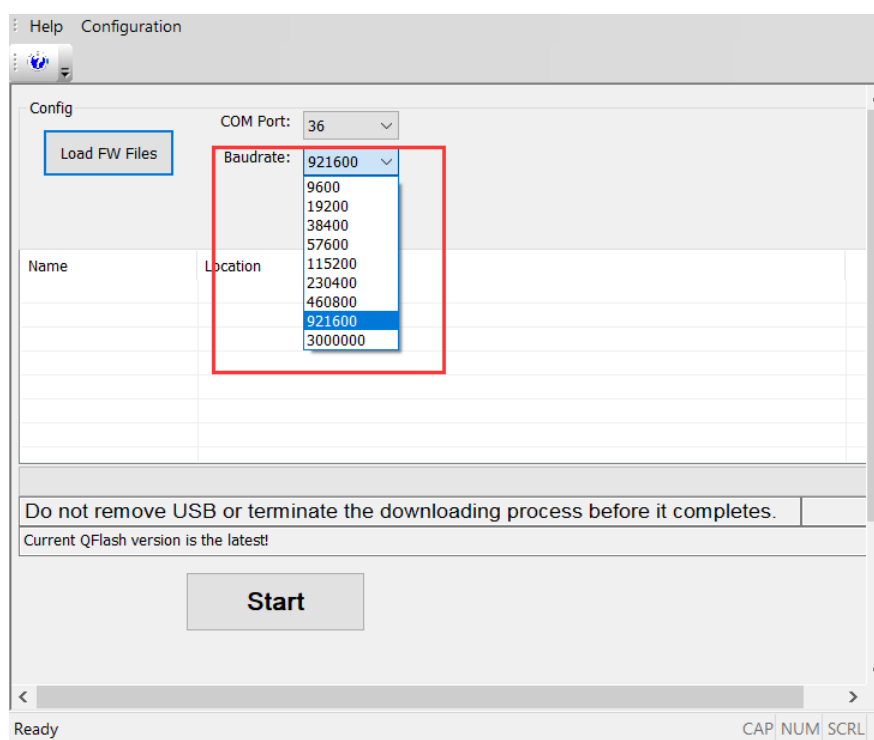 Help Configuration
Config
COM Port: 36
Load FW Files
Baudrate: 921600
9600
19200
38400
57600
115200
230400
460800
921600
3000000
Name Location
Do not remove USB or terminate the downloading process before it completes.
Current QFlash version is the latest!
Start
Ready CAP NUM SCRL